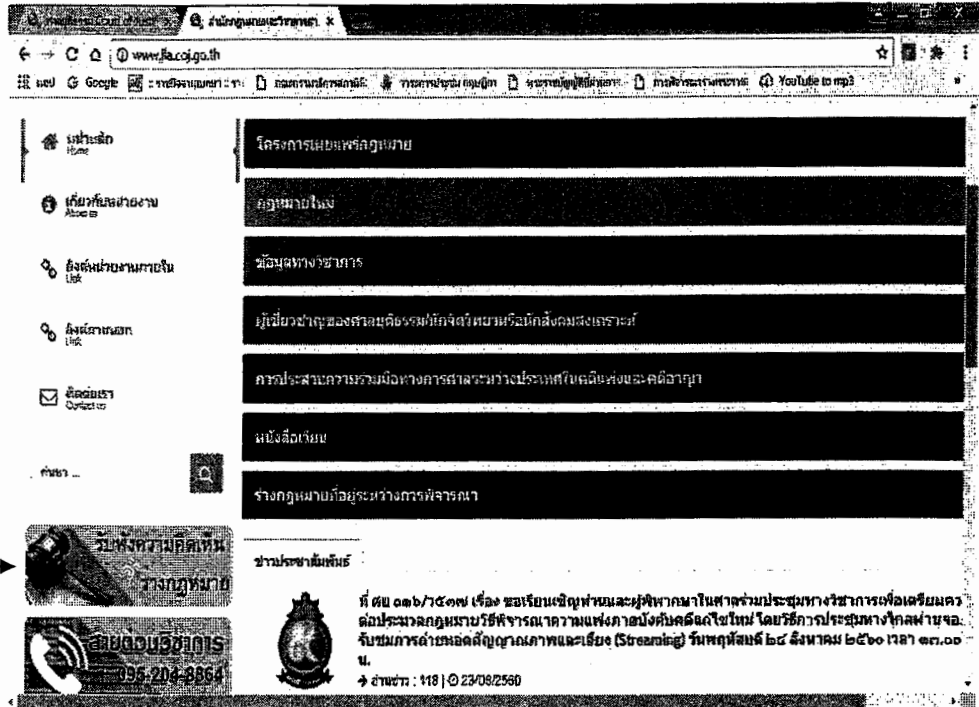 www.jla.coj.go.th
แอป
Google
YouTube to mp3
หน้าหลัก
Home
เกี่ยวกับหน่วยงาน
About us
ลิงค์หน่วยงานภายใน
Link
ลิงค์ภายนอก
Link
ติดต่อเรา
Contact us
ค้นหา ...
รับฟังความคิดเห็น
ร่างกฎหมาย
สายด่วนวิชาการ
095-204-8864
โครงการเผยแพร่กฎหมาย
กฎหมายใหม่
ข้อมูลทางวิชาการ
ผู้เชี่ยวชาญของศาลยุติธรรม/นักจิตวิทยาหรือนักสังคมสงเคราะห์
การประสานความร่วมมือทางการศาลระหว่างประเทศในคดีแพ่งและคดีอาญา
หนังสือเวียน
ร่างกฎหมายที่อยู่ระหว่างการพิจารณา
ข่าวประชาสัมพันธ์
ที่ ศย ๐๑๖/ว๕๓๗ เรื่อง ขอเรียนเชิญท่านและผู้พิพากษาในศาลร่วมประชุมทางวิชาการเพื่อเตรียมคว
ต่อประมวลกฎหมายวิธีพิจารณาความแพ่งภาคบังคับคดีแก้ไขใหม่ โดยวิธีการประชุมทางไกลผ่านจอ
รับชมการถ่ายทอดสัญญาณภาพและเสียง (Streaming) วันพฤหัสบดี ๒๔ สิงหาคม ๒๕๖๐ เวลา ๑๓.๐๐
น.
อ่านข่าว : 118 | 23/08/2560